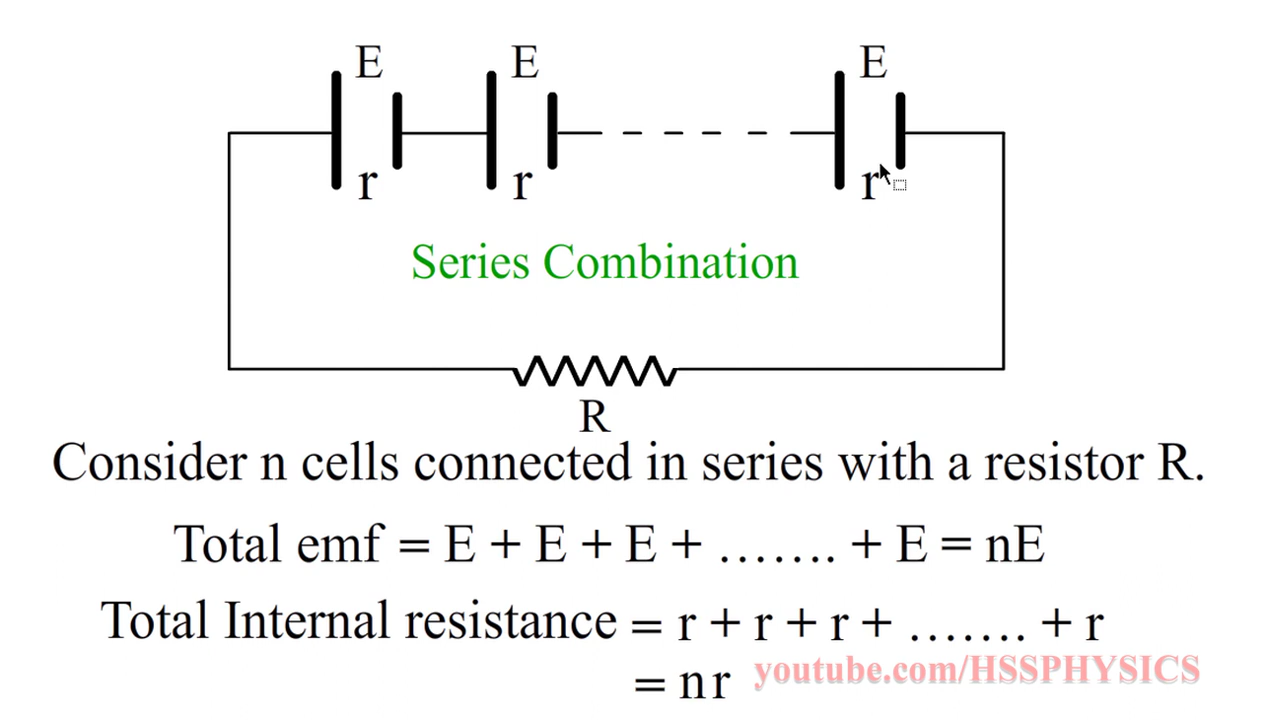 E E E
r r r
Series Combination
R
Consider n cells connected in series with a resistor R.
Total emf = E + E + E + ……. + E = nE
Total Internal resistance = r + r + r + ……. + r
= nr
youtube.com/HSSPHYSICS